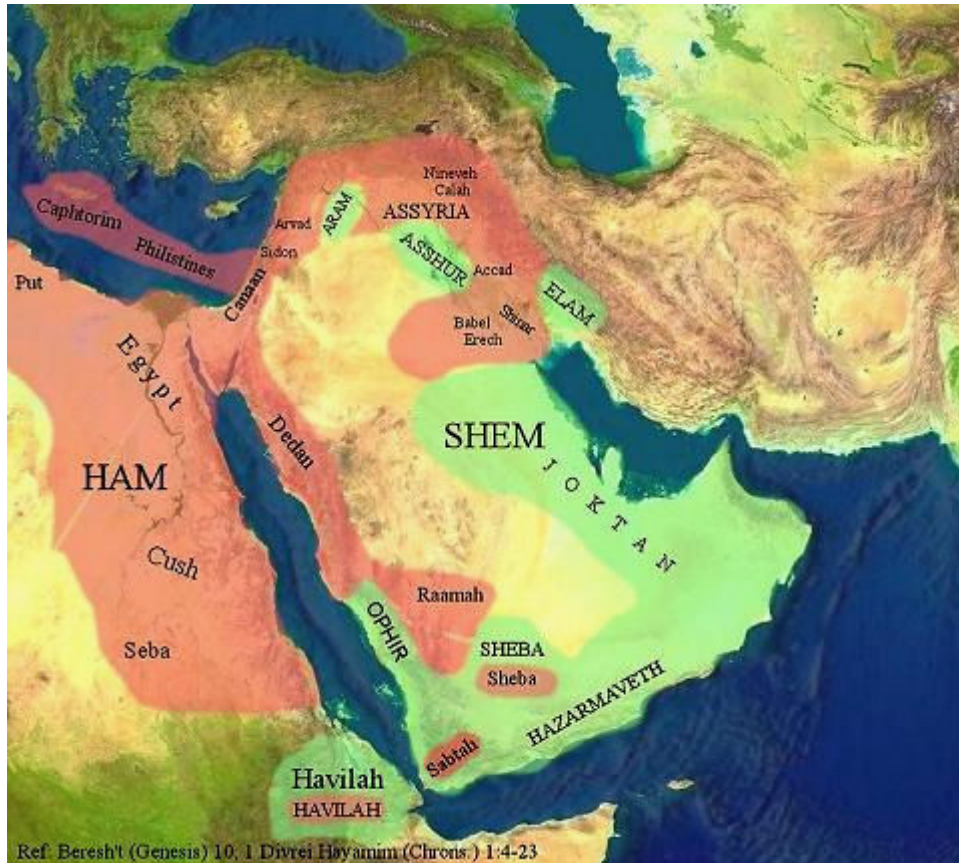 Nineveh
Calah
ASSYRIA
ARAM
Arvad
Caphtorim
Philistines
Sidon
Canaan
ASSHUR
Accad
ELAM
Put
Shinar
Babel
Erech
Egypt
Dedan
SHEM
JOKTAN
HAM
Cush
Raamah
OPHIR
Seba
SHEBA
Sheba
HAZARMAVETH
Sabtah
Havilah
HAVILAH
Ref: Beresh't (Genesis) 10, 1 Divrei Hayamim (Chrons.) 1:4-23